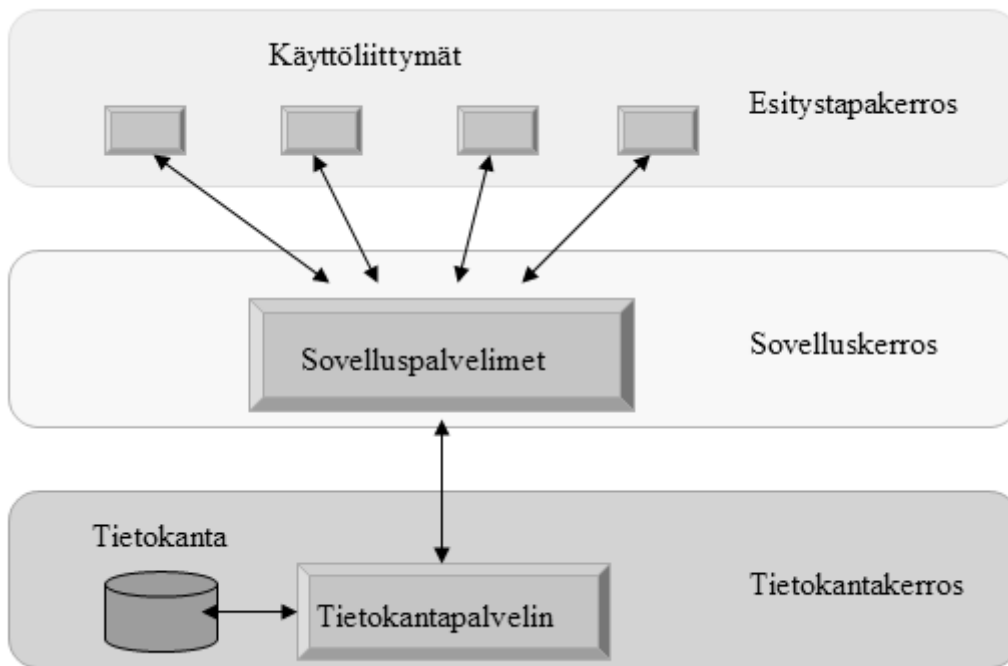 Käyttöliittymät
Esitystapakerros
Sovelluspalvelimet
Sovelluskerros
Tietokanta
Tietokantapalvelin
Tietokantakerros